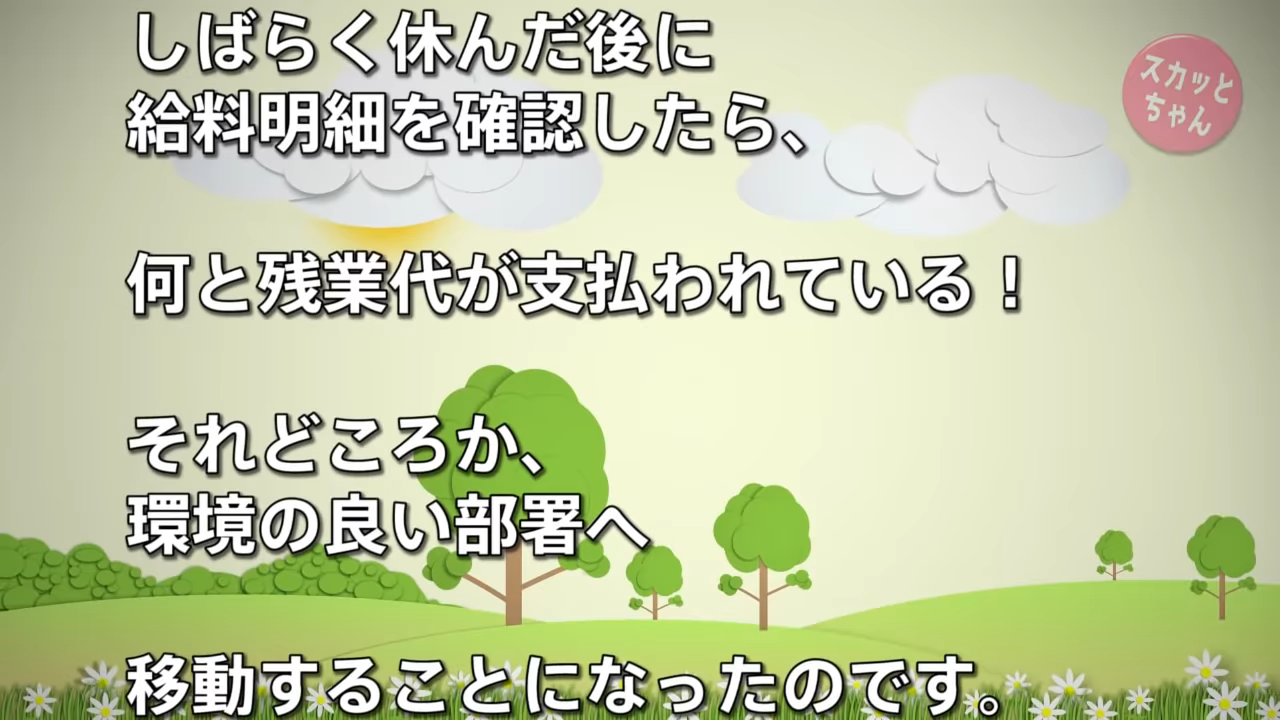 しばらく休んだ後に
給料明細を確認したら、
何と残業代が支払われている！
それどころか、
環境の良い部署へ
移動することになったのです。
スカッと
ちゃん